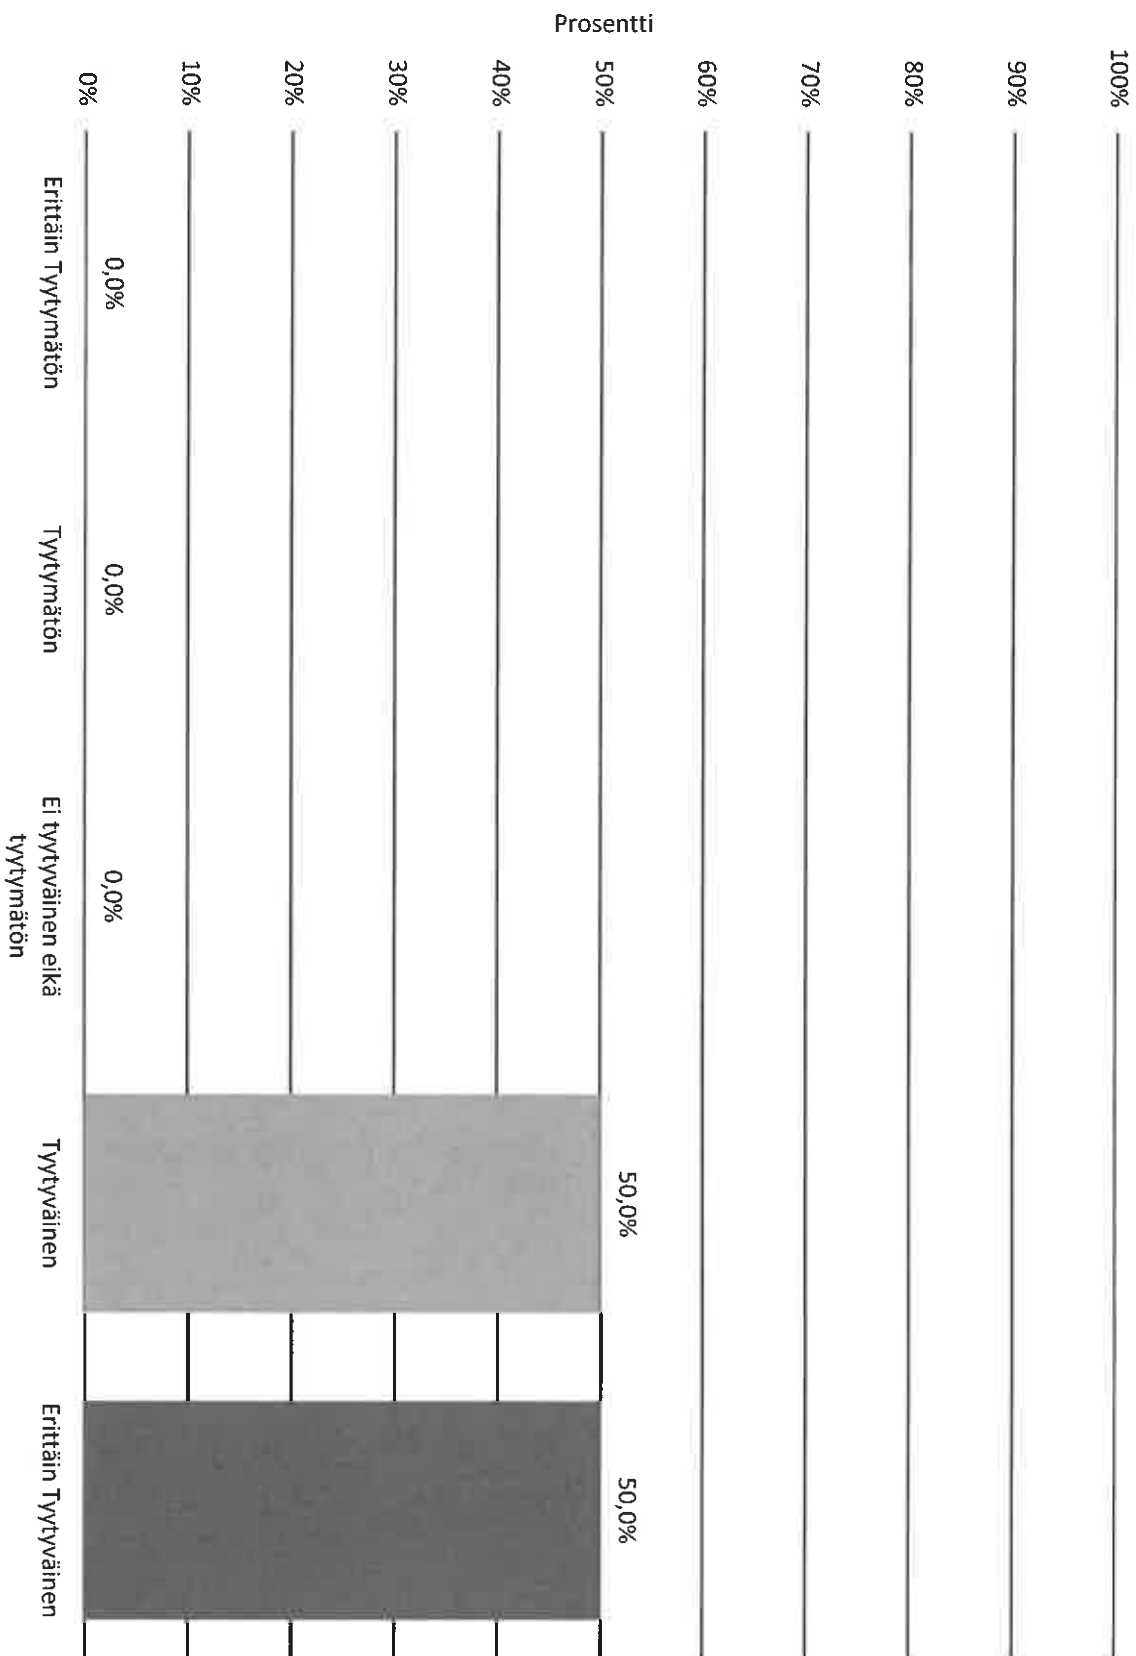 Prosentti
100%
90%
80%
70%
60%
50%
40%
30%
20%
10%
0%
0,0%
0,0%
0,0%
50,0%
50,0%
Erittäin Tyytymätön
Tyytymätön
Ei tyytyväinen eikä
tyytymätön
Tyytyväinen
Erittäin Tyytyväinen